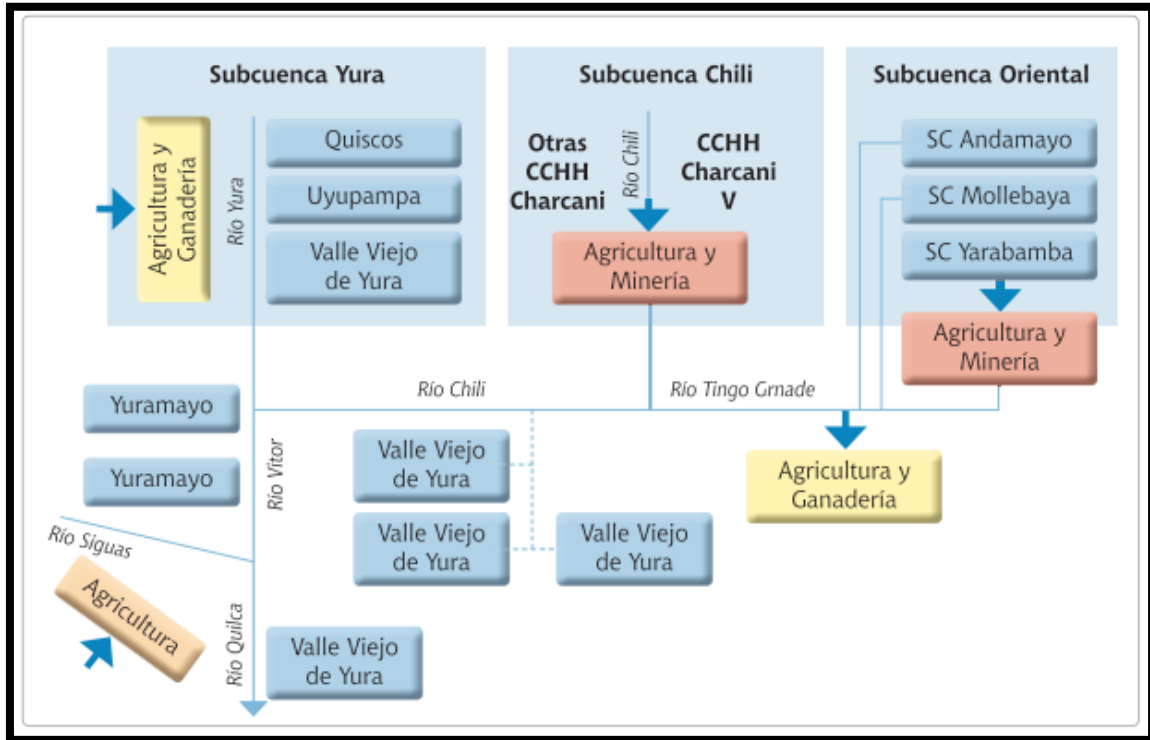 Subcuenca Yura
Agricultura y
Ganadería
Río Yura
Quiscos
Uyupampa
Valle Viejo
de Yura
Subcuenca Chili
Otras
CCHH
Charcani
Río Chili
CCHH
Charcani
V
Agricultura y
Minería
Subcuenca Oriental
SC Andamayo
SC Mollebaya
SC Yarabamba
Agricultura y
Minería
Río Chili
Río Tingo Grnade
Yuramayo
Yuramayo
Río Vitor
Valle Viejo
de Yura
Valle Viejo
de Yura
Valle Viejo
de Yura
Agricultura y
Ganadería
Río Siguas
Agricultura
Río Quilca
Valle Viejo
de Yura